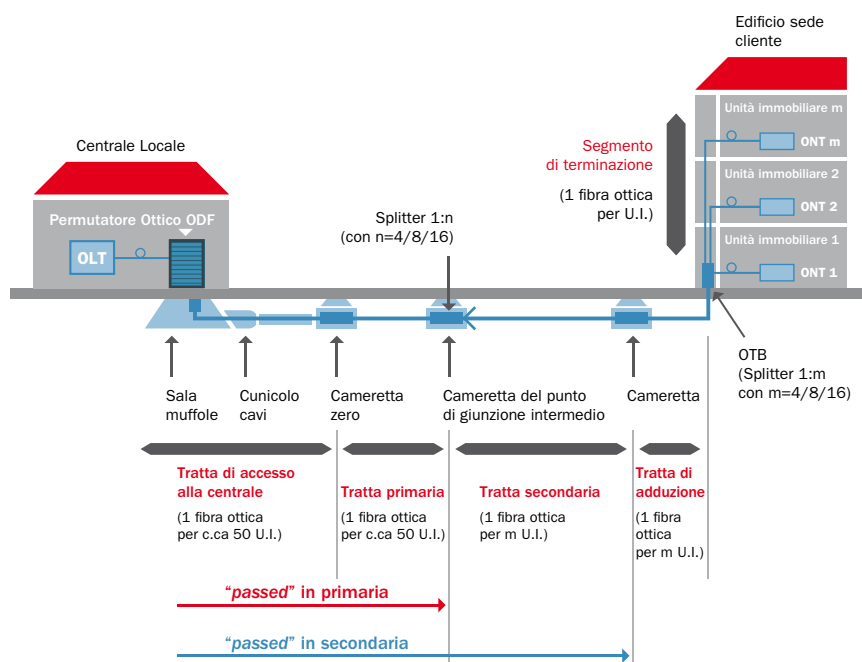 Edificio sede
cliente
Unità immobiliare m
ONT m
Segmento
di terminazione
(1 fibra ottica
per U.I.)
Unità immobiliare 2
ONT 2
Unità immobiliare 1
ONT 1
Centrale Locale
Permutatore Ottico ODF
OLT
Splitter 1:n
(con n=4/8/16)
OTB
(Splitter 1:m
con m=4/8/16)
Sala
muffole
Cunicolo
cavi
Cameretta
zero
Cameretta del punto
di giunzione intermedio
Cameretta
Tratta di accesso
alla centrale
(1 fibra ottica
per c.ca 50 U.I.)
Tratta primaria
(1 fibra ottica
per c.ca 50 U.I.)
Tratta secondaria
(1 fibra ottica
per m U.I.)
Tratta di
adduzione
(1 fibra
ottica
per m U.I.)
“passed” in primaria
“passed” in secondaria